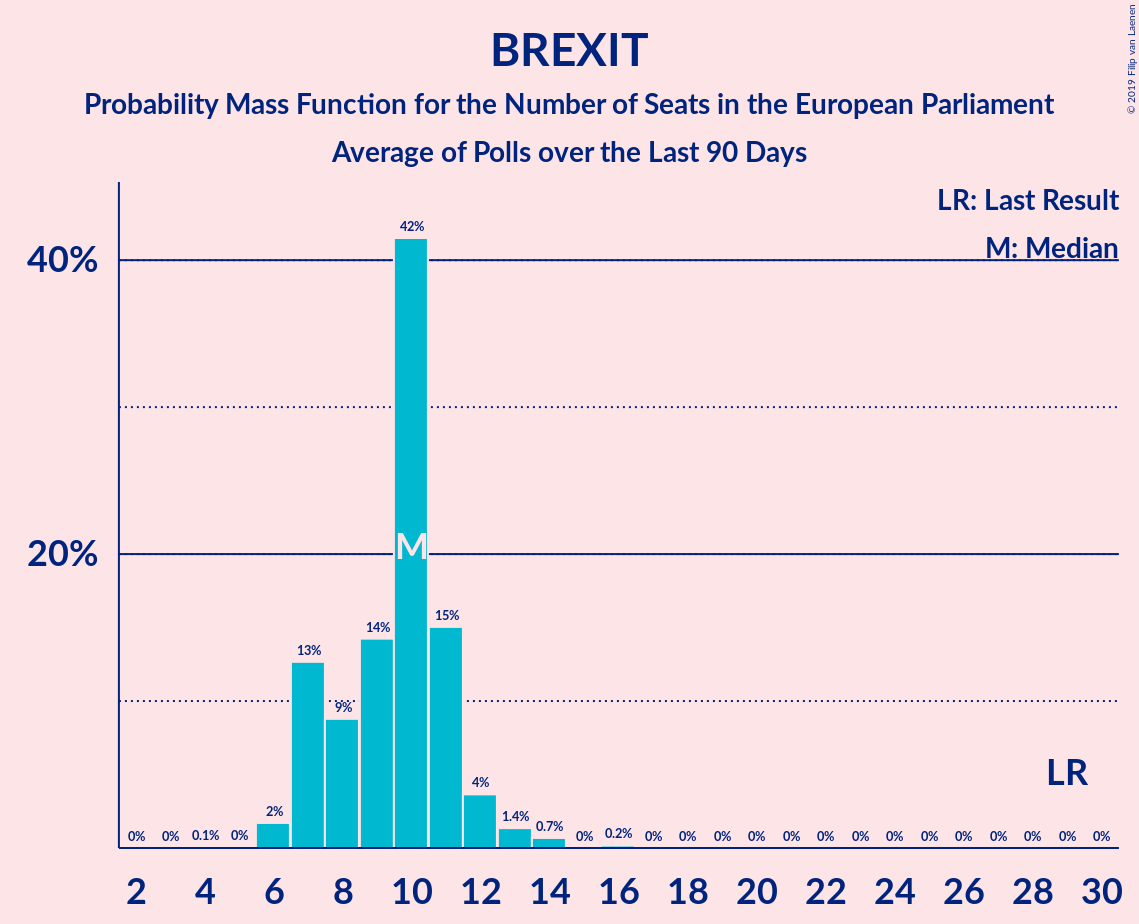 BREXIT
Probability Mass Function for the Number of Seats in the European Parliament
Average of Polls over the Last 90 Days
© 2019 Filip van Laenen
LR: Last Result
M: Median
40%
20%
42%
M
15%
14%
13%
9%
4%
2%
1.4%
0.7%
LR
0% 0% 0.1% 0% 0% 0.2% 0% 0% 0% 0% 0% 0% 0% 0% 0% 0% 0% 0% 0% 0%
2 4 6 8 10 12 14 16 18 20 22 24 26 28 30